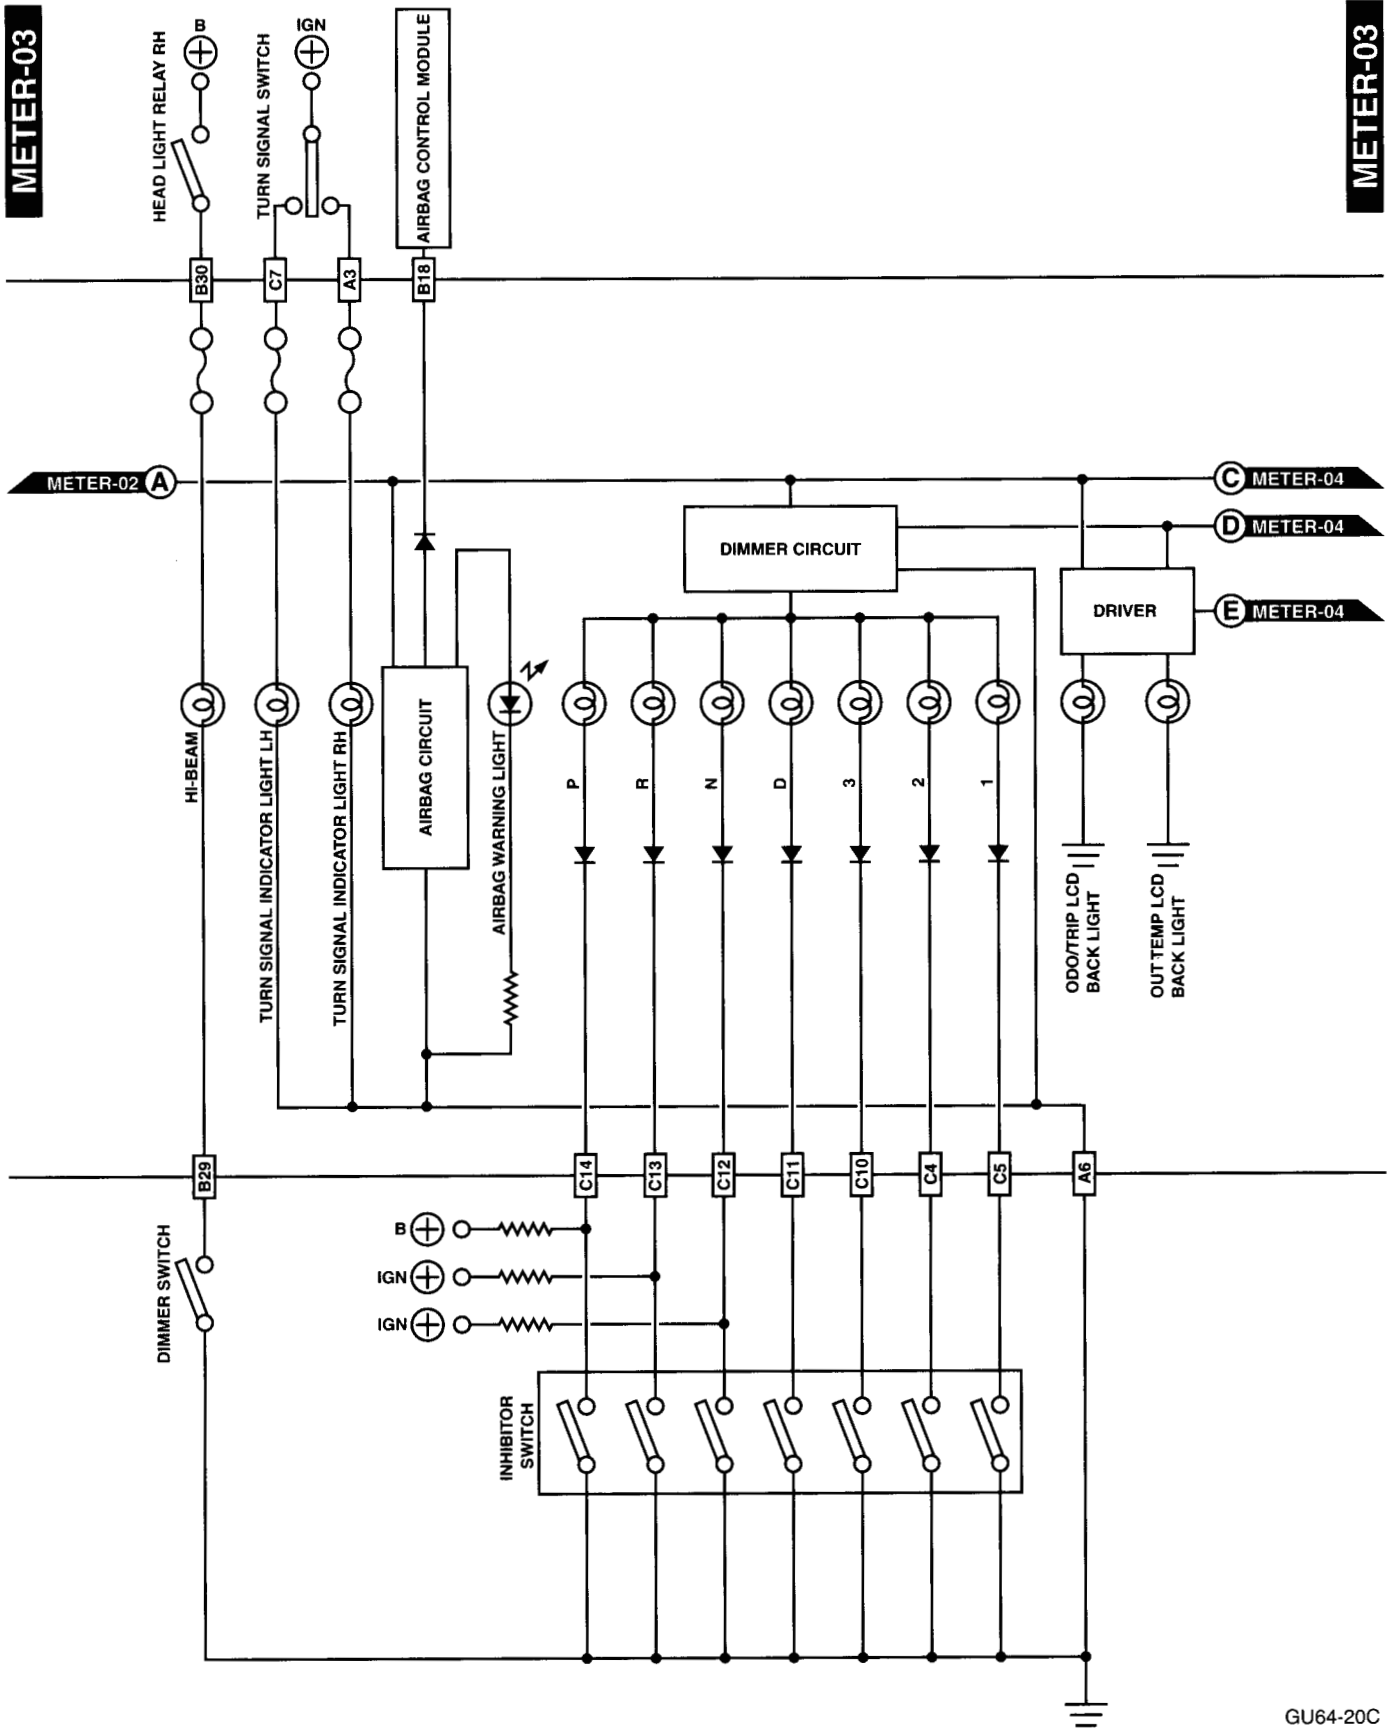 METER-03
METER-03
B
IGN
HEAD LIGHT RELAY RH
TURN SIGNAL SWITCH
AIRBAG CONTROL MODULE
B30
C7
A3
B18
METER-02 A
C METER-04
D METER-04
E METER-04
DIMMER CIRCUIT
DRIVER
HI-BEAM
TURN SIGNAL INDICATOR LIGHT LH
TURN SIGNAL INDICATOR LIGHT RH
AIRBAG CIRCUIT
AIRBAG WARNING LIGHT
P
R
N
D
3
2
1
ODO/TRIP LCD
BACK LIGHT
OUT TEMP LCD
BACK LIGHT
B29
C14
C13
C12
C11
C10
C4
C5
A6
DIMMER SWITCH
B
IGN
IGN
INHIBITOR
SWITCH
GU64-20C